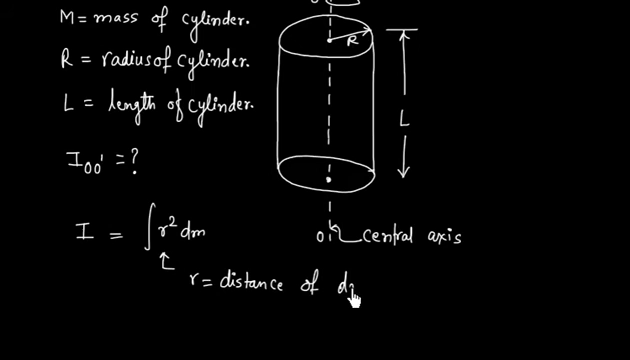 M = mass of cylinder.
R = radius of cylinder.
L = length of cylinder.
I₀₀' = ?
I = ∫ r² dm
r = distance of
R
L
0'
central axis